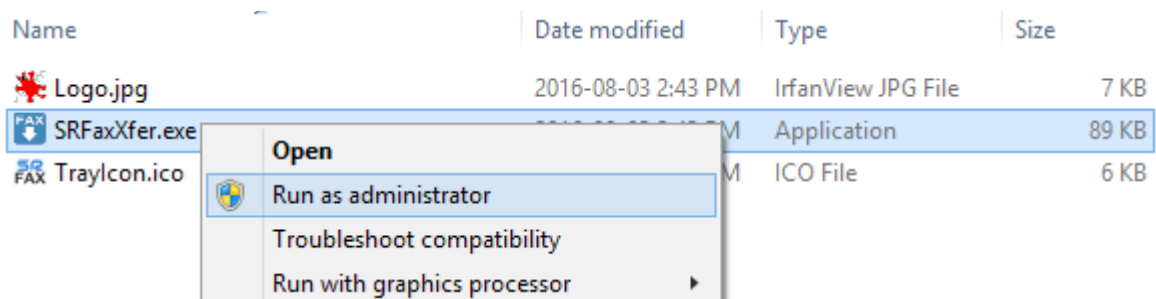 Name Date modified Type Size
Logo.jpg 2016-08-03 2:43 PM IrfanView JPG File 7 KB
SRFaxXfer.exe M Application 89 KB
Open
TrayIcon.ico M ICO File 6 KB
Run as administrator
Troubleshoot compatibility
Run with graphics processor